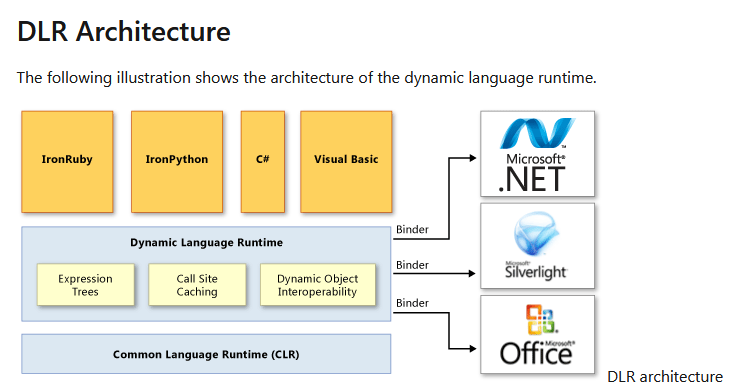 DLR Architecture
The following illustration shows the architecture of the dynamic language runtime.
IronRuby
IronPython
C#
Visual Basic
Microsoft®
.NET
Dynamic Language Runtime
Expression
Trees
Call Site
Caching
Dynamic Object
Interoperability
Binder
Binder
Binder
Microsoft®
Silverlight
Microsoft®
Office
Common Language Runtime (CLR)
DLR architecture